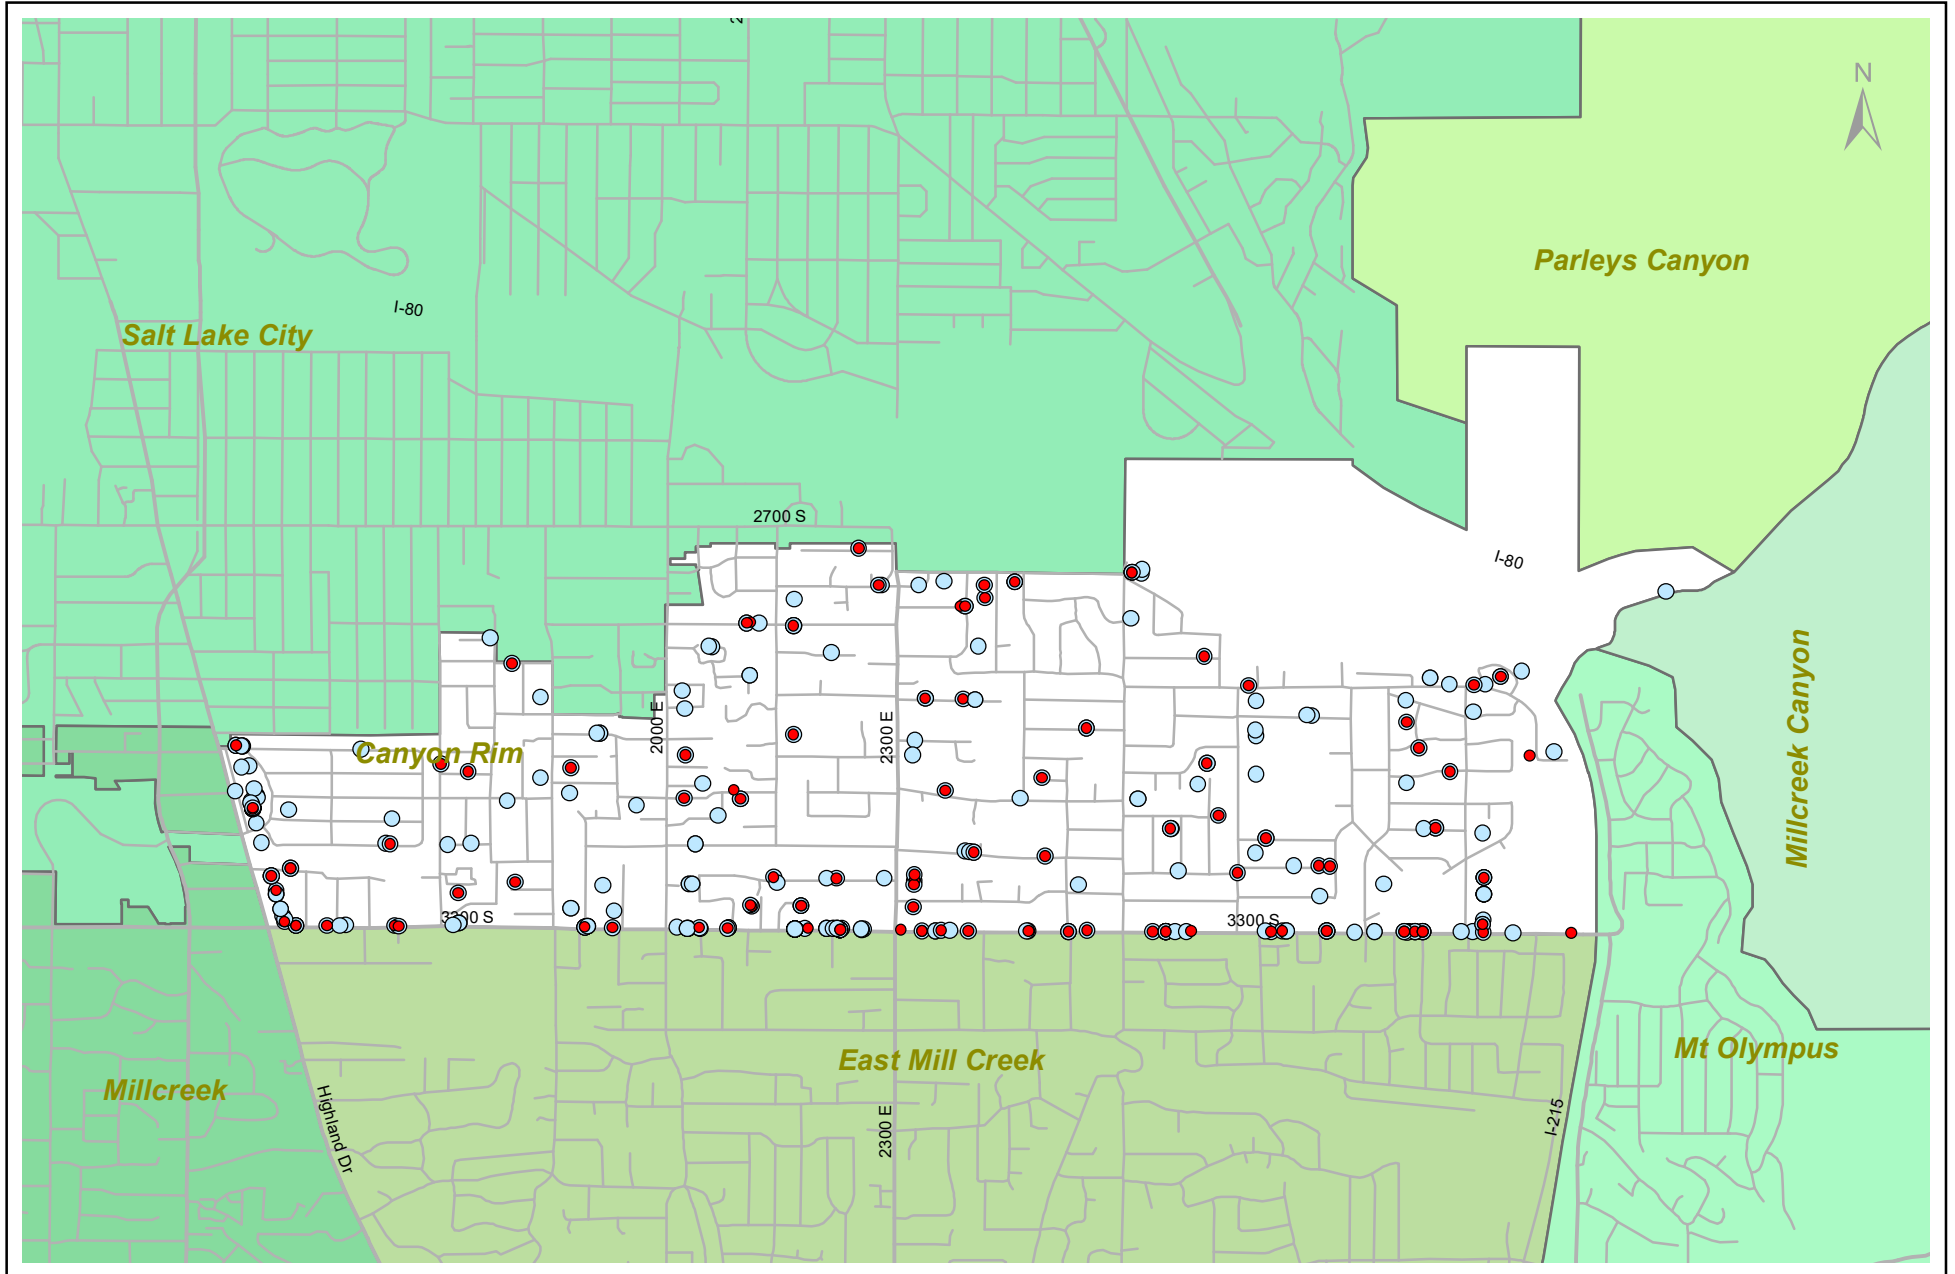 N
Parleys Canyon
I-80
Salt Lake City
2700 S
I-80
2000 E
2300 E
Canyon Rim
Millcreek Canyon
3300 S
3300 S
East Mill Creek
Mt Olympus
Millcreek
Highland Dr
2300 E
I-215